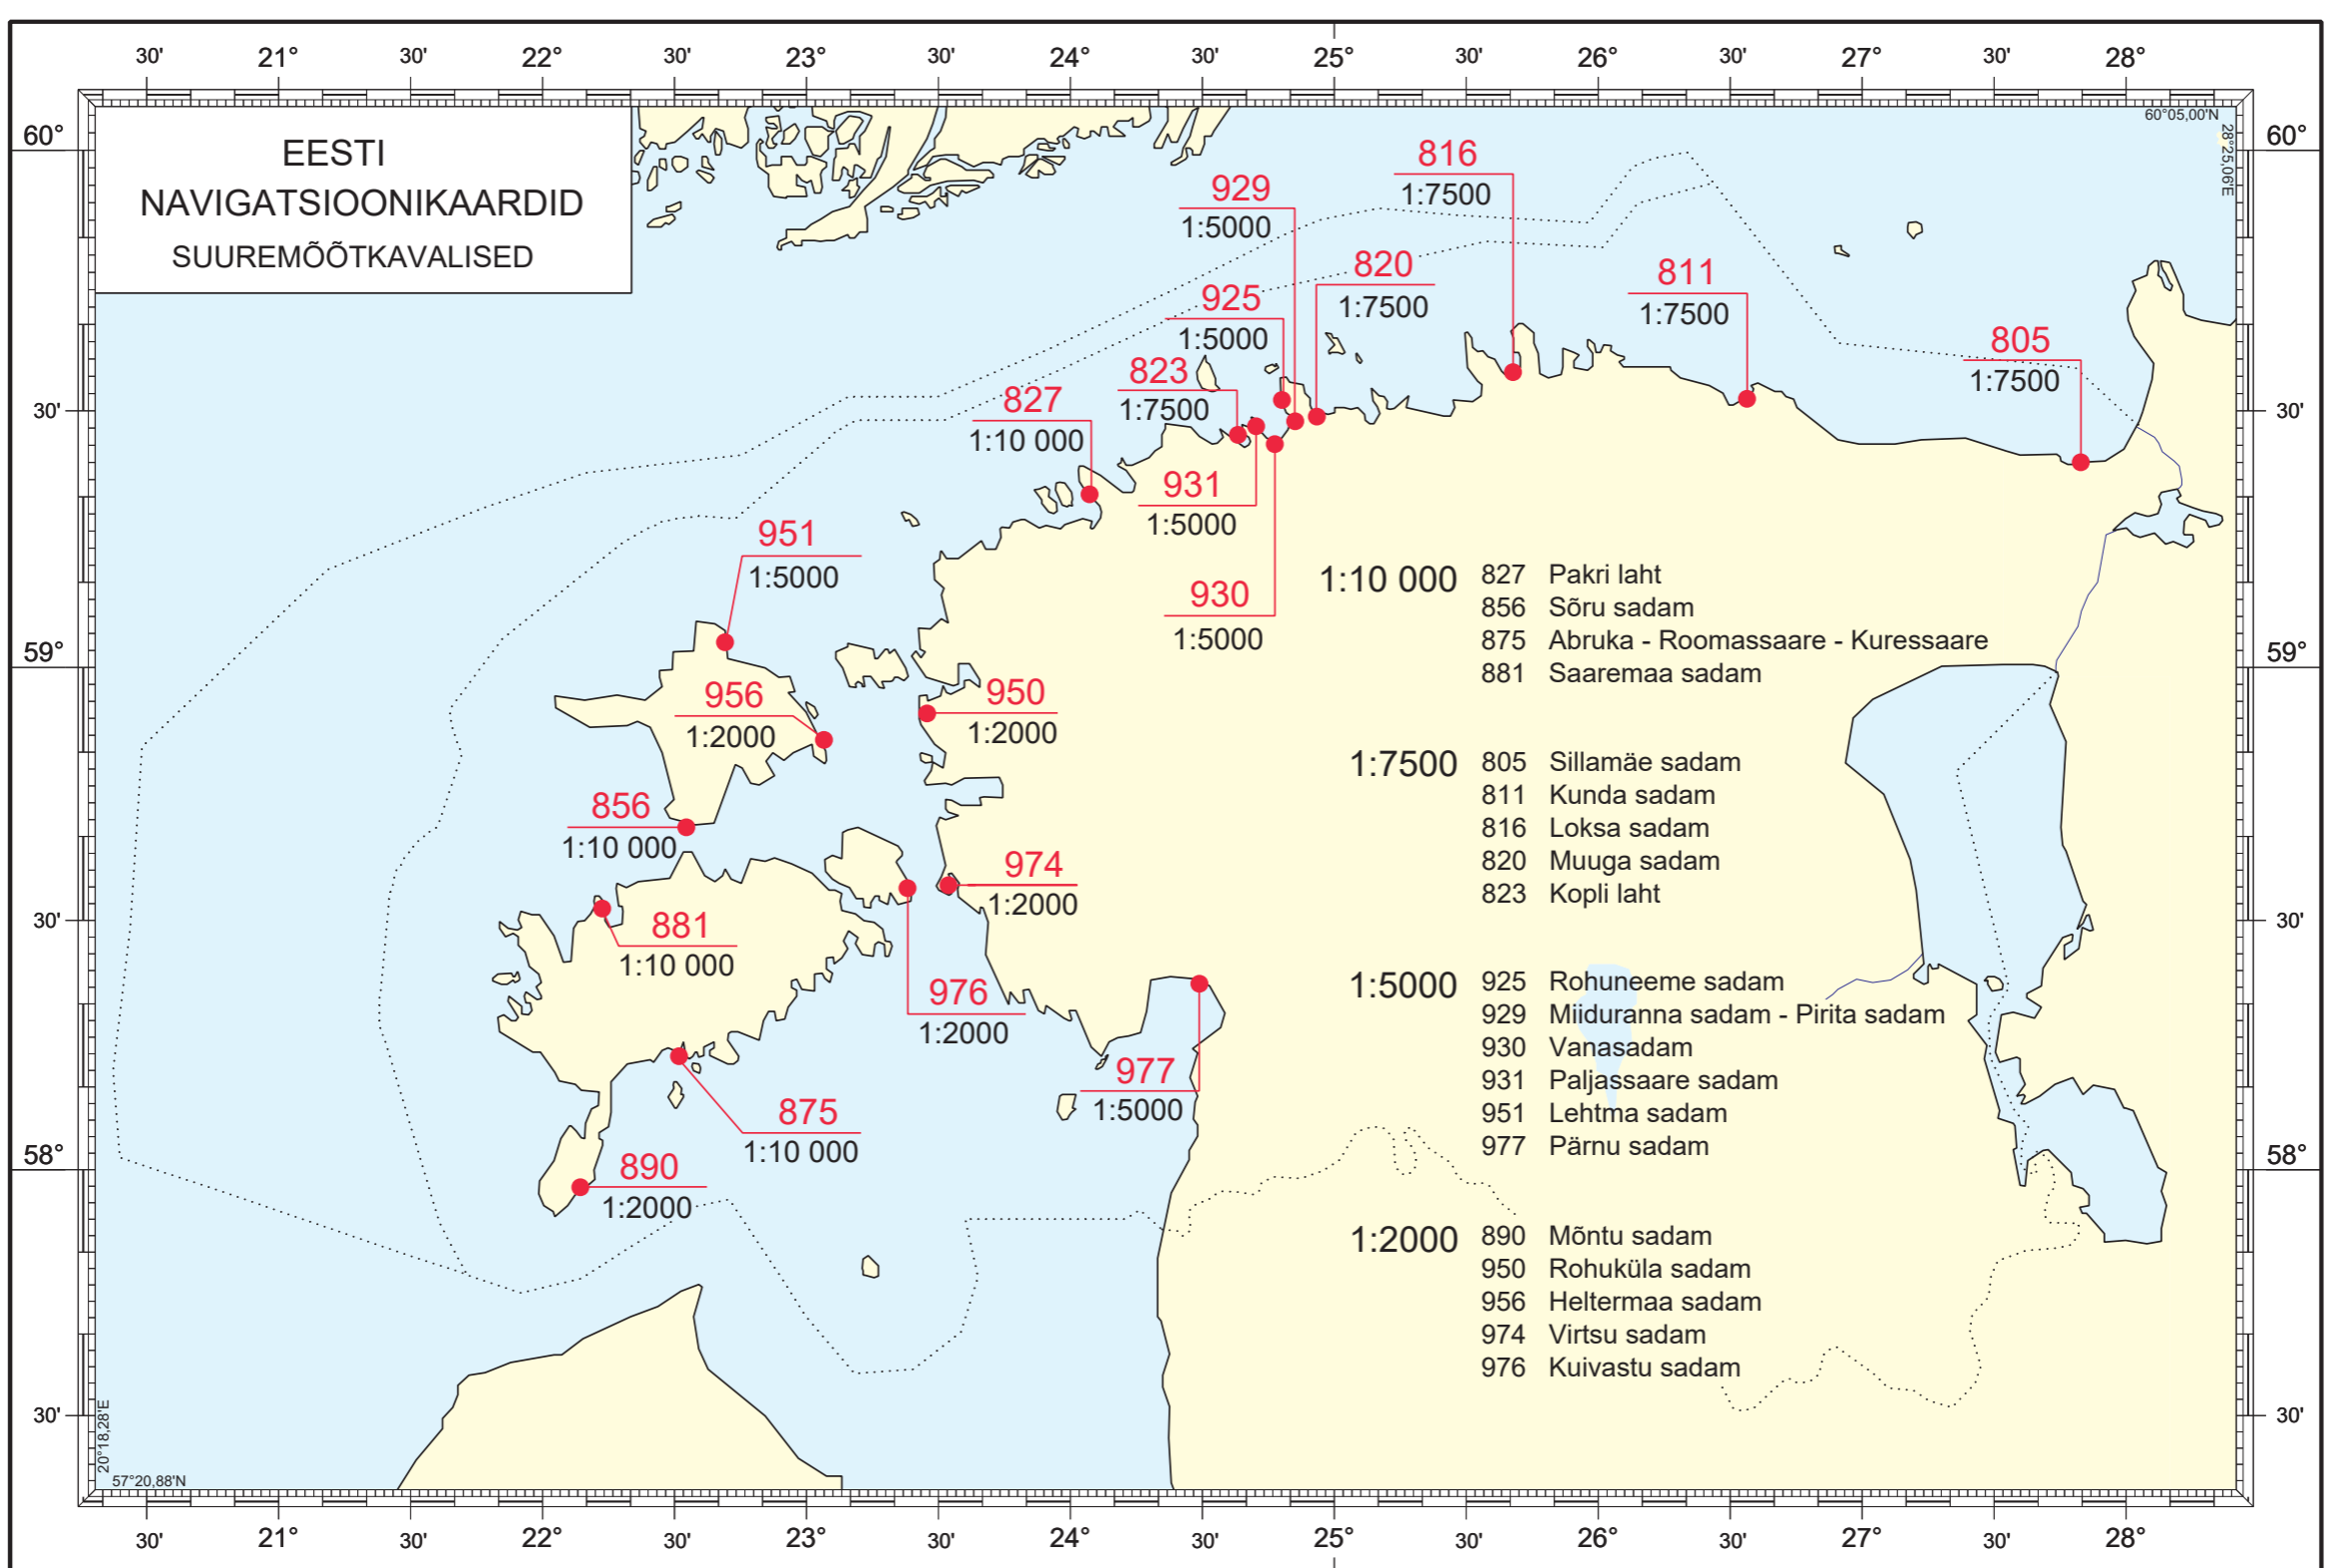 30' 21° 30' 22° 30' 23° 30' 24° 30' 25° 30' 26° 30' 27° 30' 28°
EESTI
NAVIGATSIOONIKAARDID
SUUREMÕÕTKAVALISED
60°05,00'N
28°25,06'E
60° 60°
816
1:7500
929
1:5000
820
1:7500
811
1:7500
925
1:5000
805
1:7500
823
1:7500
827
1:10 000
30' 30'
931
1:5000
951
1:5000
930
1:5000
59° 59°
956
1:2000
950
1:2000
856
1:10 000
974
1:2000
30' 30'
881
1:10 000
976
1:2000
977
1:5000
875
1:10 000
58° 58°
890
1:2000
1:10 000 827 Pakri laht
856 Sõru sadam
875 Abruka - Roomassaare - Kuressaare
881 Saaremaa sadam
1:7500 805 Sillamäe sadam
811 Kunda sadam
816 Loksa sadam
820 Muuga sadam
823 Kopli laht
1:5000 925 Rohuneeme sadam
929 Miiduranna sadam - Pirita sadam
930 Vanasadam
931 Paljassaare sadam
951 Lehtma sadam
977 Pärnu sadam
1:2000 890 Mõntu sadam
950 Rohuküla sadam
956 Heltermaa sadam
974 Virtsu sadam
976 Kuivastu sadam
30' 30'
20°18,28'E
57°20,88'N
30' 21° 30' 22° 30' 23° 30' 24° 30' 25° 30' 26° 30' 27° 30' 28°